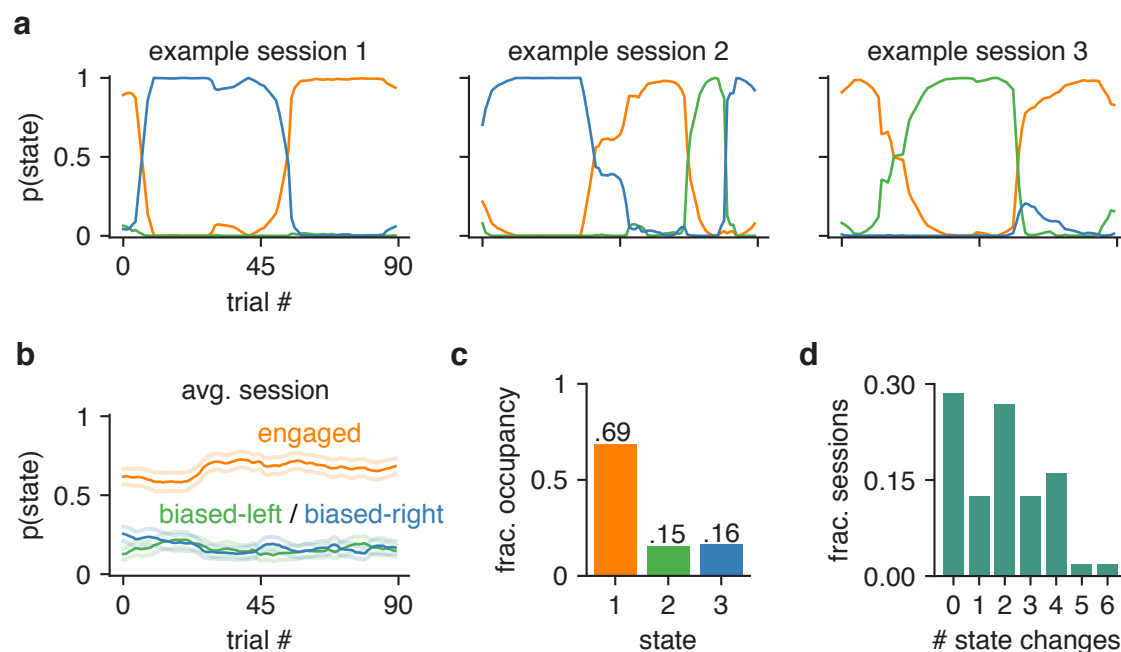 a
example session 1
example session 2
example session 3
p(state)
1
0.5
0
0
45
90
trial #
b
avg. session
p(state)
1
0.5
0
engaged
biased-left / biased-right
0
45
90
trial #
c
frac. occupancy
1
0.5
0
.69
.15
.16
1
2
3
state
d
frac. sessions
0.30
0.15
0.00
0
1
2
3
4
5
6
# state changes